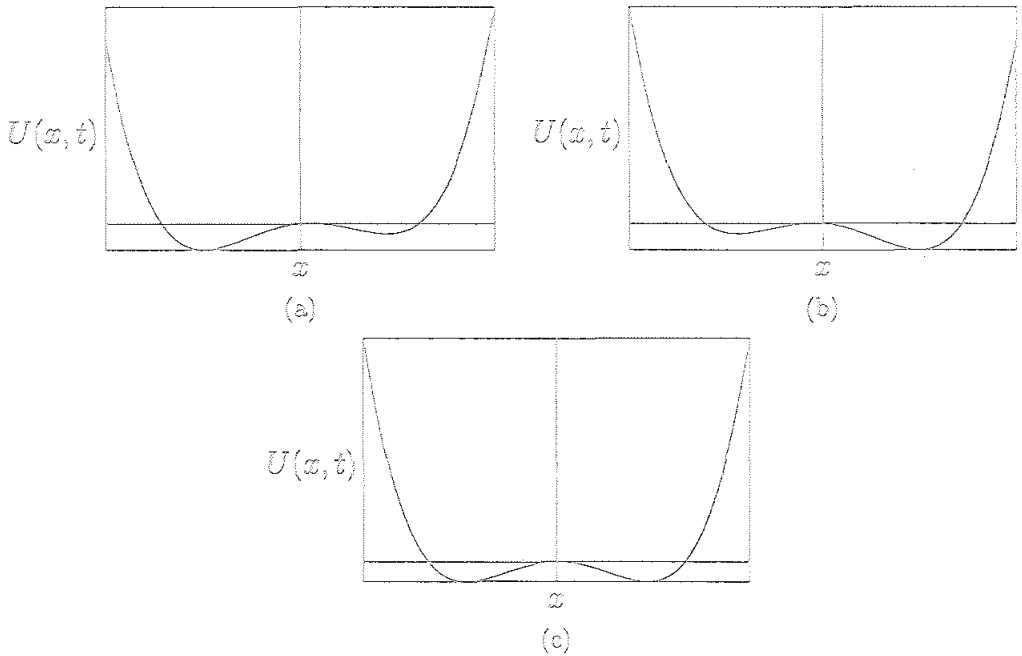 U(x, t)
x
(a)
U(x, t)
x
(b)
U(x, t)
x
(c)